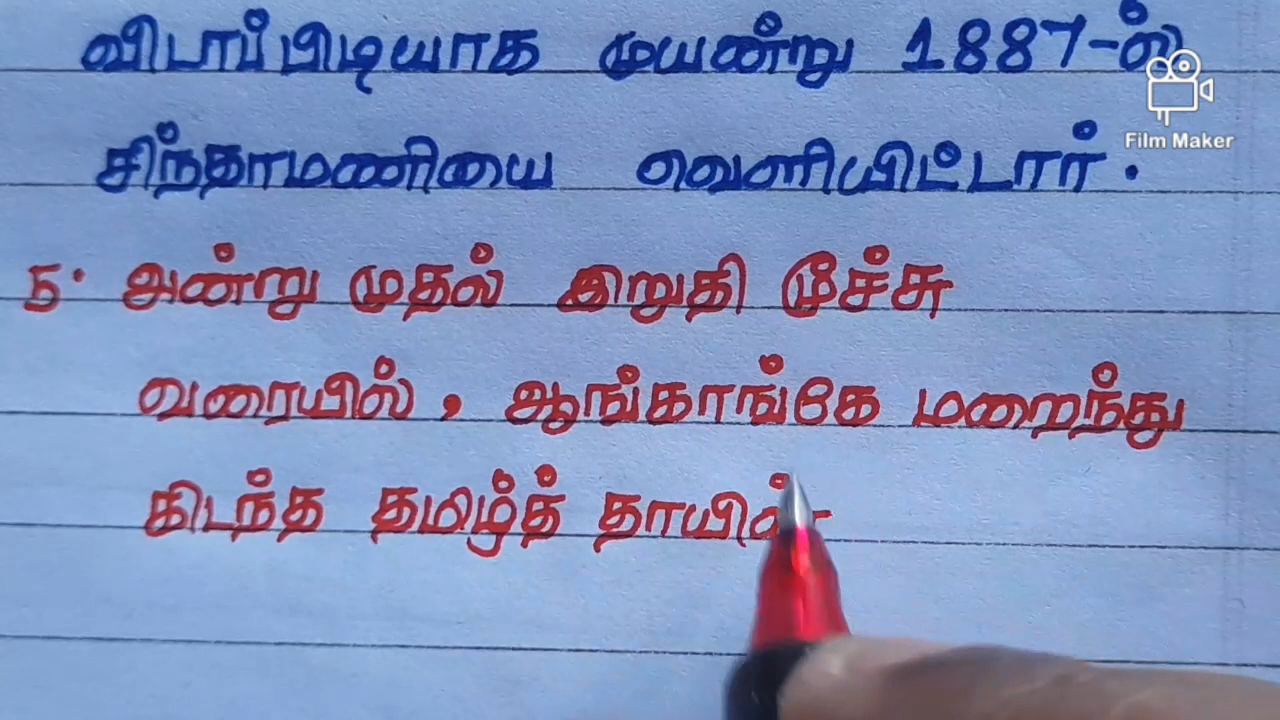 விடாப்பிடியாக முயன்று 1887-ல்
சிந்தாமணியை வெளியிட்டார்.
5. அன்று முதல் இறுதி மூச்சு
வரையில், ஆங்காங்கே மறைந்து
கிடந்த தமிழ்த் தாயின்
Film Maker